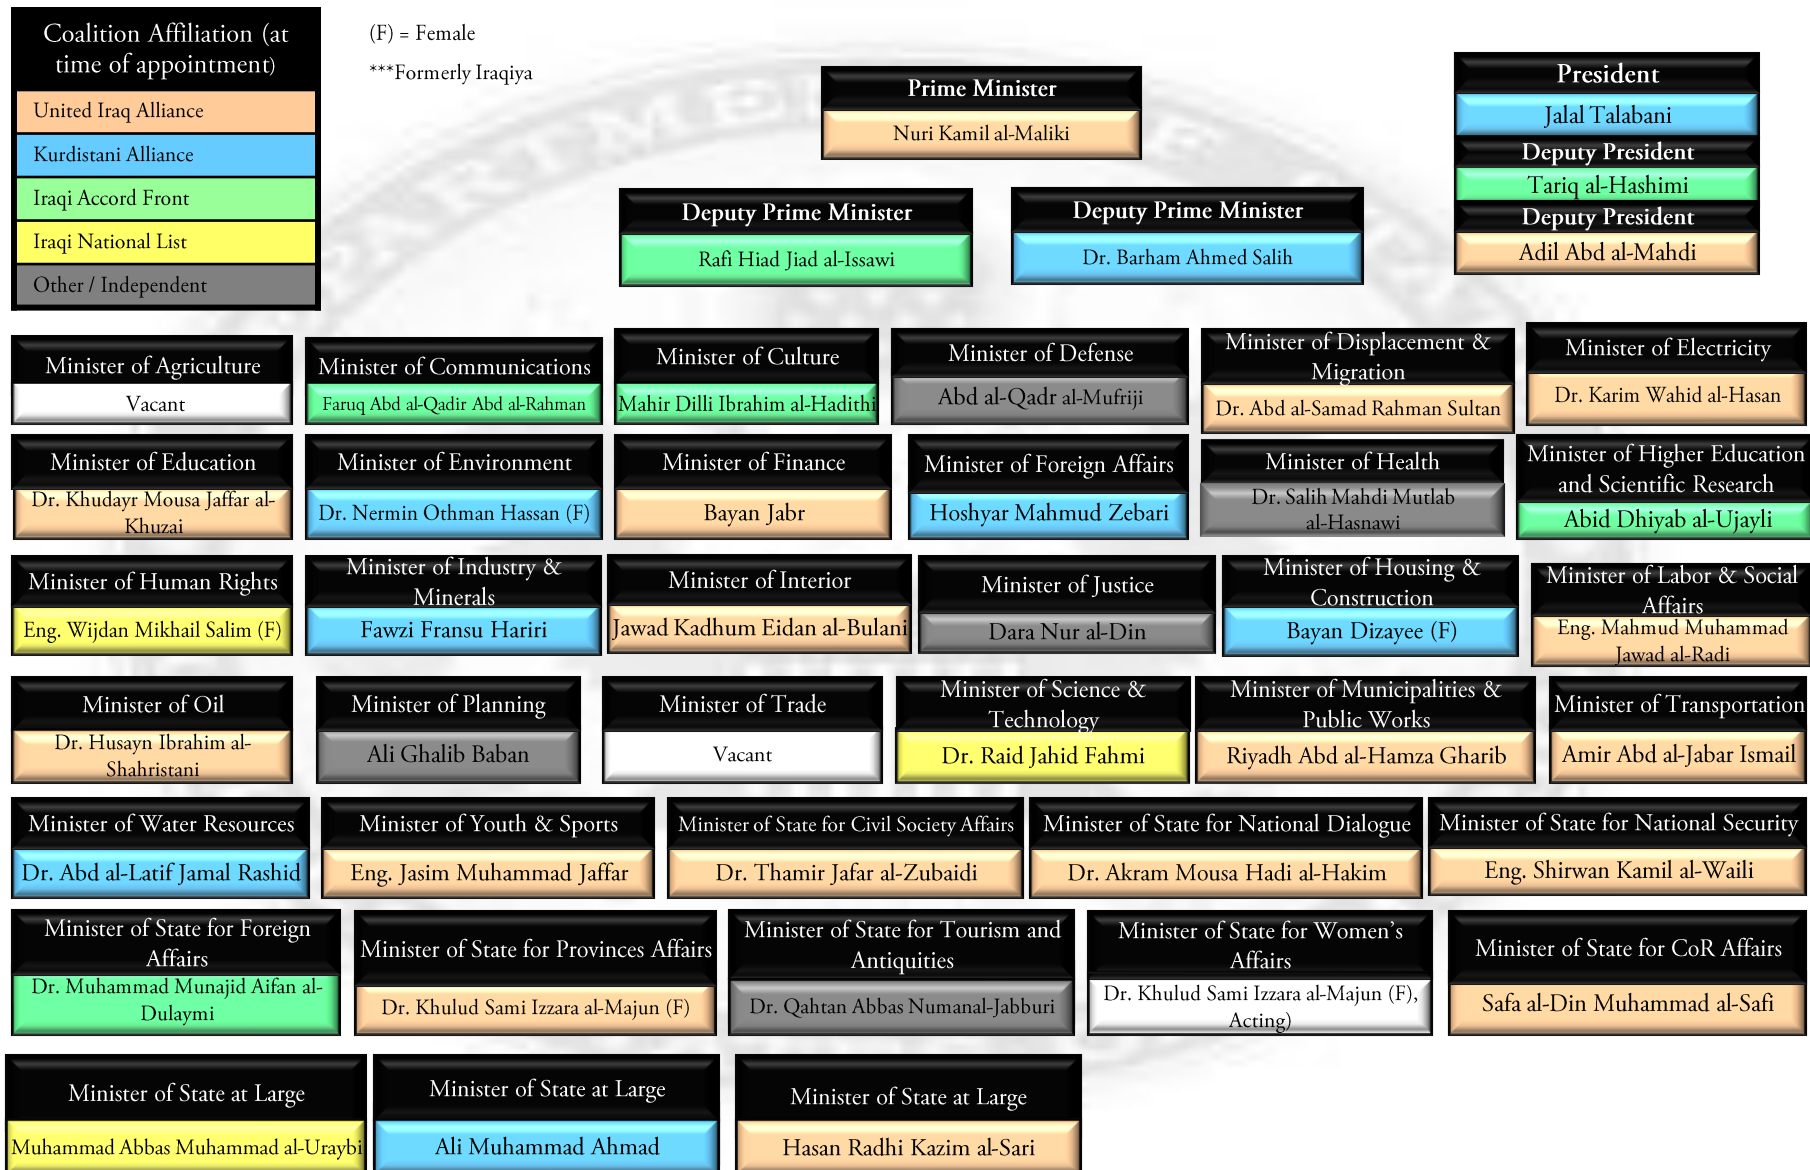 Coalition Affiliation (at
time of appointment)
United Iraq Alliance
Kurdistani Alliance
Iraqi Accord Front
Iraqi National List
Other / Independent
(F) = Female
***Formerly Iraqiya
Prime Minister
Nuri Kamil al-Maliki
President
Jalal Talabani
Deputy President
Tariq al-Hashimi
Deputy President
Adil Abd al-Mahdi
Deputy Prime Minister
Rafi Hiad Jiad al-Issawi
Deputy Prime Minister
Dr. Barham Ahmed Salih
Minister of Agriculture
Vacant
Minister of Communications
Faruq Abd al-Qadir Abd al-Rahman
Minister of Culture
Mahir Dilli Ibrahim al-Hadithi
Minister of Defense
Abd al-Qadr al-Mufriji
Minister of Displacement &
Migration
Dr. Abd al-Samad Rahman Sultan
Minister of Electricity
Dr. Karim Wahid al-Hasan
Minister of Education
Dr. Khudayr Mousa Jaffar al-
Khuzai
Minister of Environment
Dr. Nermin Othman Hassan (F)
Minister of Finance
Bayan Jabr
Minister of Foreign Affairs
Hoshyar Mahmud Zebari
Minister of Health
Dr. Salih Mahdi Mutlab
al-Hasnawi
Minister of Higher Education
and Scientific Research
Abid Dhiyab al-Ujayli
Minister of Human Rights
Eng. Wijdan Mikhail Salim (F)
Minister of Industry &
Minerals
Fawzi Fransu Hariri
Minister of Interior
Jawad Kadhum Eidan al-Bulani
Minister of Justice
Dara Nur al-Din
Minister of Housing &
Construction
Bayan Dizayee (F)
Minister of Labor & Social
Affairs
Eng. Mahmud Muhammad
Jawad al-Radi
Minister of Oil
Dr. Husayn Ibrahim al-
Shahristani
Minister of Planning
Ali Ghalib Baban
Minister of Trade
Vacant
Minister of Science &
Technology
Dr. Raid Jahid Fahmi
Minister of Municipalities &
Public Works
Riyadh Abd al-Hamza Gharib
Minister of Transportation
Amir Abd al-Jabar Ismail
Minister of Water Resources
Dr. Abd al-Latif Jamal Rashid
Minister of Youth & Sports
Eng. Jasim Muhammad Jaffar
Minister of State for Civil Society Affairs
Dr. Thamir Jafar al-Zubaidi
Minister of State for National Dialogue
Dr. Akram Mousa Hadi al-Hakim
Minister of State for National Security
Eng. Shirwan Kamil al-Waili
Minister of State for Foreign
Affairs
Dr. Muhammad Munajid Aifan al-
Dulaymi
Minister of State for Provinces Affairs
Dr. Khulud Sami Izzara al-Majun (F)
Minister of State for Tourism and
Antiquities
Dr. Qahtan Abbas Numanal-Jabburi
Minister of State for Women's
Affairs
Dr. Khulud Sami Izzara al-Majun (F),
Acting)
Minister of State for CoR Affairs
Safa al-Din Muhammad al-Safi
Minister of State at Large
Muhammad Abbas Muhammad al-Uraybi
Minister of State at Large
Ali Muhammad Ahmad
Minister of State at Large
Hasan Radhi Kazim al-Sari